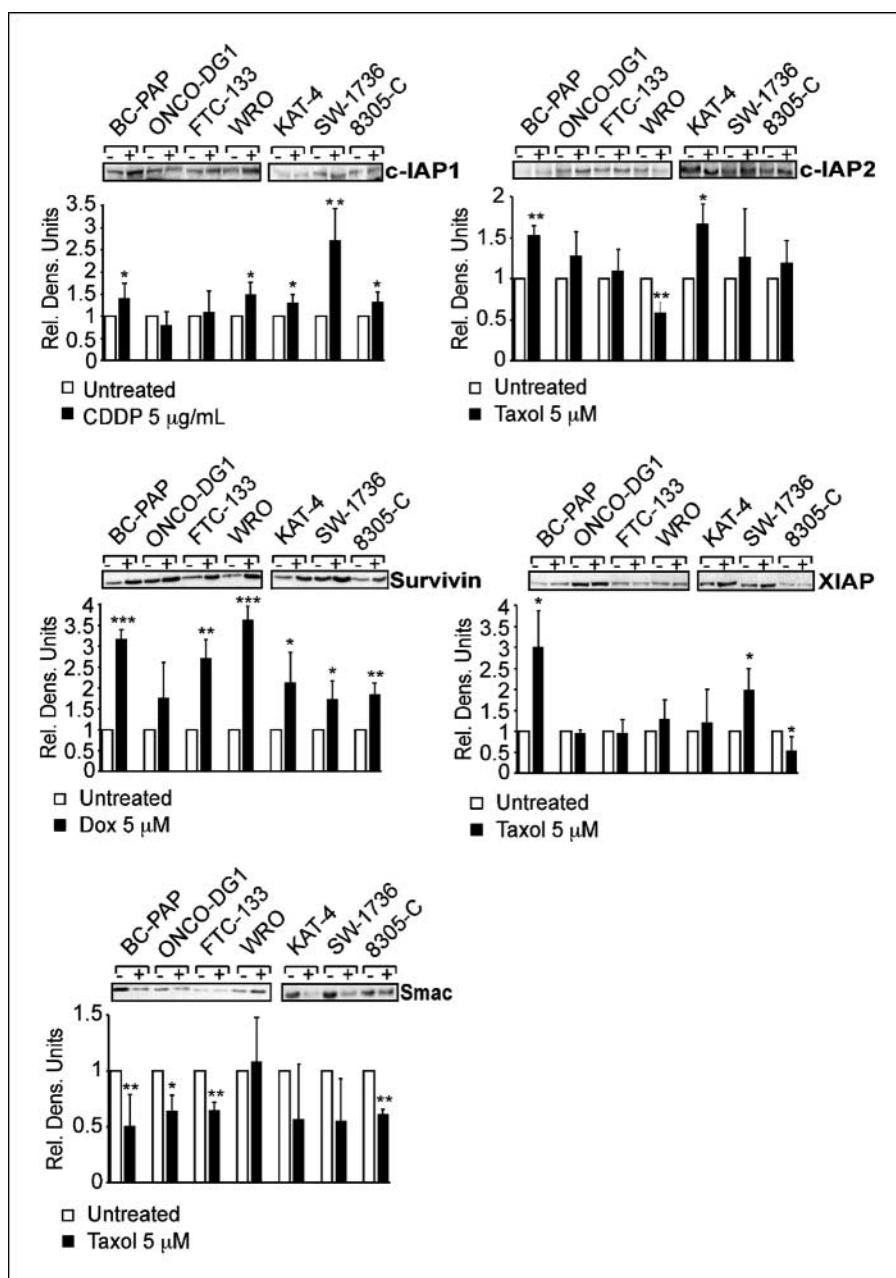 BC-PAP ONCO-DG1 FTC-133 WRO KAT-4 SW-1736 8305-C
- + - + - + - + - + - + - +
c-IAP1
Rel. Dens. Units
3.5
3
2.5
2
1.5
1
0.5
0
* * * ** *
Untreated
CDDP 5 μg/mL
BC-PAP ONCO-DG1 FTC-133 WRO KAT-4 SW-1736 8305-C
- + - + - + - + - + - + - +
c-IAP2
Rel. Dens. Units
2
1.5
1
0.5
0
** ** *
Untreated
Taxol 5 μM
BC-PAP ONCO-DG1 FTC-133 WRO KAT-4 SW-1736 8305-C
- + - + - + - + - + - + - +
Survivin
Rel. Dens. Units
4
3.5
3
2.5
2
1.5
1
0.5
0
*** ** *** * * **
Untreated
Dox 5 μM
BC-PAP ONCO-DG1 FTC-133 WRO KAT-4 SW-1736 8305-C
- + - + - + - + - + - + - +
XIAP
Rel. Dens. Units
4
3.5
3
2.5
2
1.5
1
0.5
0
* * *
Untreated
Taxol 5 μM
BC-PAP ONCO-DG1 FTC-133 WRO KAT-4 SW-1736 8305-C
- + - + - + - + - + - + - +
Smac
Rel. Dens. Units
1.5
1
0.5
0
** * ** **
Untreated
Taxol 5 μM